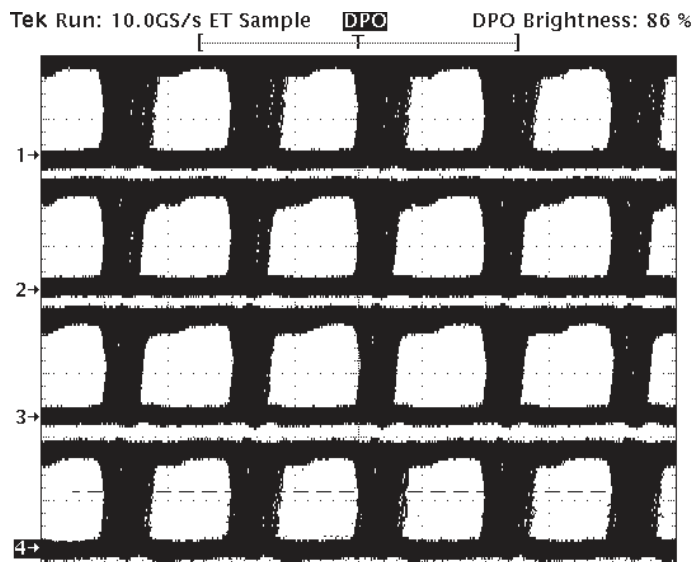 Tek Run: 10.0GS/s ET Sample DPO DPO Brightness: 86 %
[ T ]
1→
2→
3→
4→